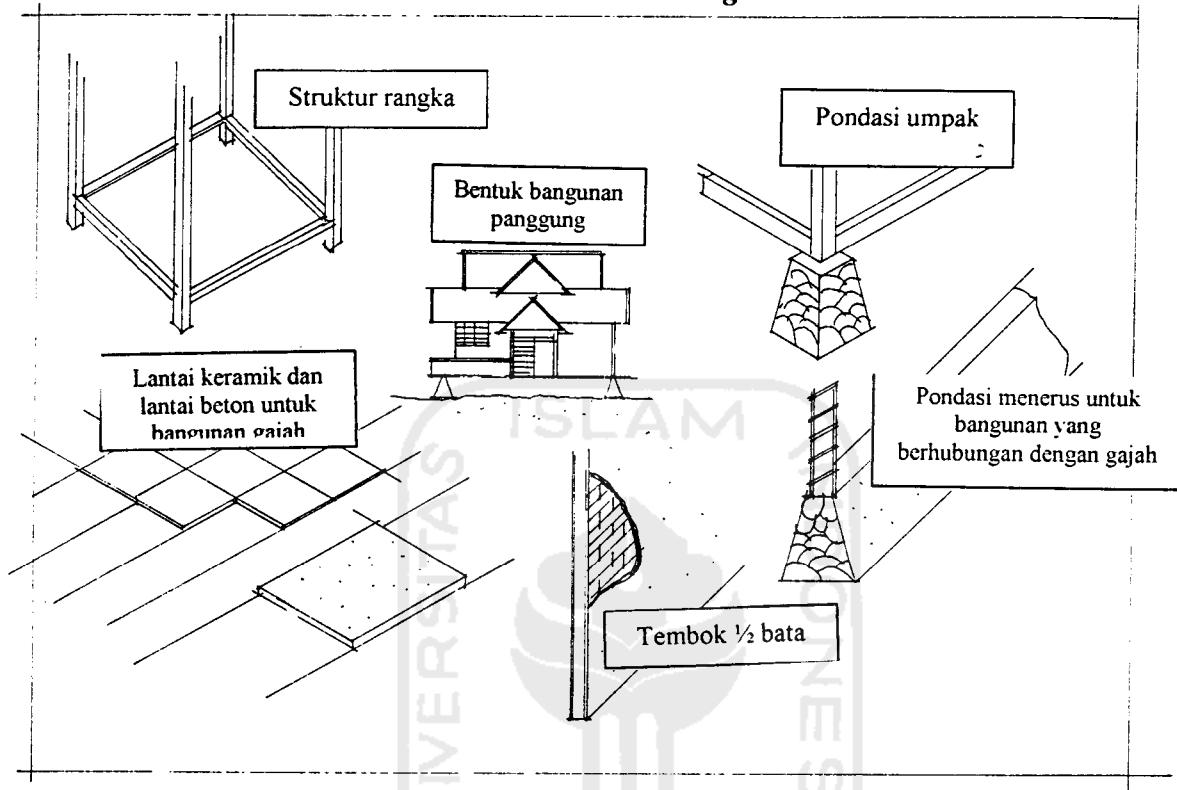 Struktur rangka
Pondasi umpak
Bentuk bangunan
panggung
Lantai keramik dan
lantai beton untuk
bangunan gajah
Pondasi menerus untuk
bangunan yang
berhubungan dengan gajah
Tembok ½ bata
ISLAM